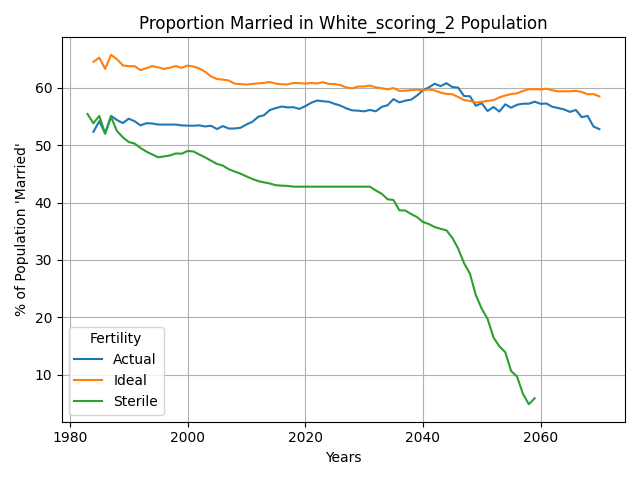 Proportion Married in White_scoring_2 Population
% of Population 'Married'
60
50
40
30
20
10
Fertility
Actual
Ideal
Sterile
1980 2000 2020 2040 2060
Years